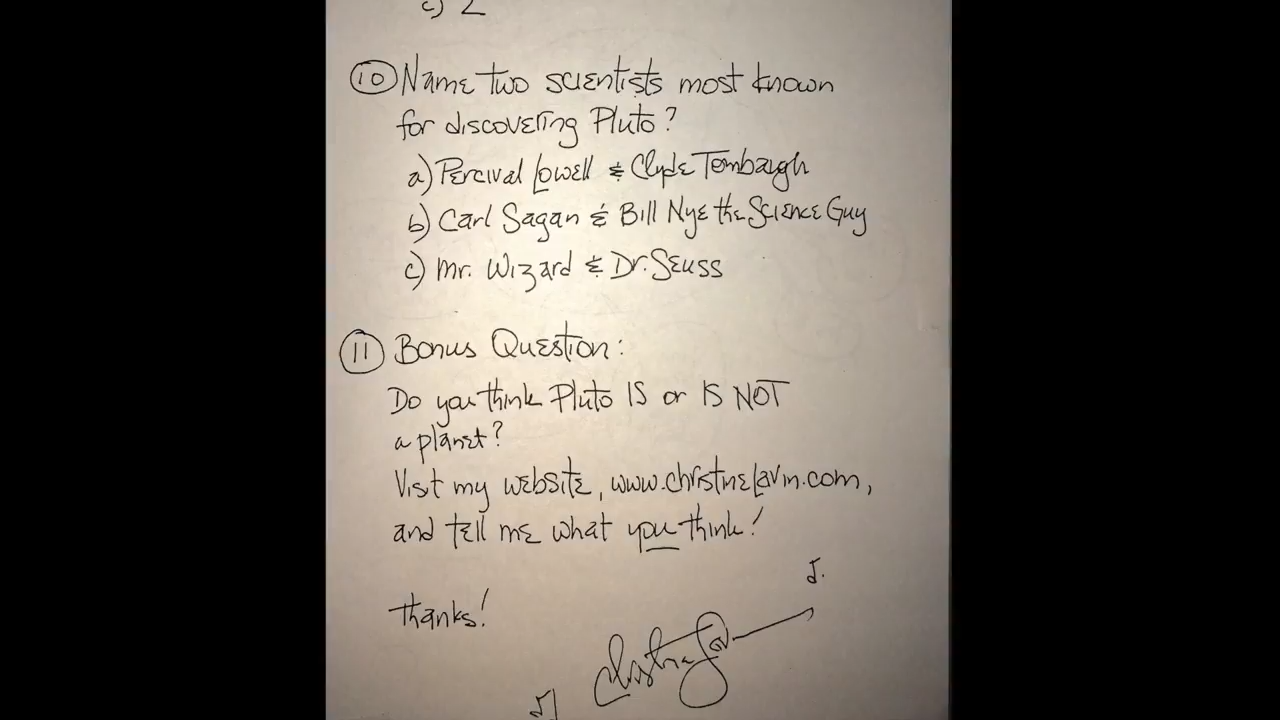 c) 2
10 Name two scientists most known
for discovering Pluto?
a) Percival Lowell & Clyde Tombaugh
b) Carl Sagan & Bill Nye the Science Guy
c) Mr. Wizard & Dr. Seuss
11 Bonus Question:
Do you think Pluto IS or IS NOT
a planet?
Visit my website, www.christinelavin.com,
and tell me what you think!
thanks!
Christine Lavin